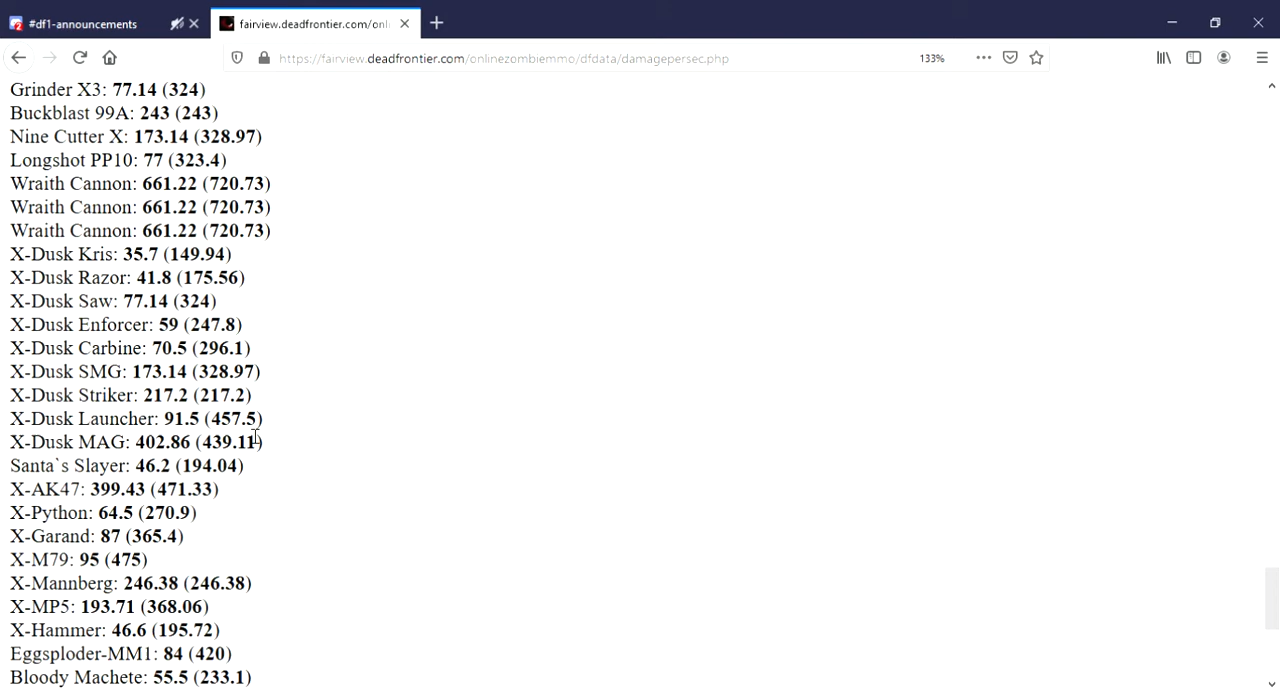 #df1-announcements
fairview.deadfrontier.com/onli
https://fairview.deadfrontier.com/onlinezombiemmo/dfdata/damagepersec.php
133%
Grinder X3: 77.14 (324)
Buckblast 99A: 243 (243)
Nine Cutter X: 173.14 (328.97)
Longshot PP10: 77 (323.4)
Wraith Cannon: 661.22 (720.73)
Wraith Cannon: 661.22 (720.73)
Wraith Cannon: 661.22 (720.73)
X-Dusk Kris: 35.7 (149.94)
X-Dusk Razor: 41.8 (175.56)
X-Dusk Saw: 77.14 (324)
X-Dusk Enforcer: 59 (247.8)
X-Dusk Carbine: 70.5 (296.1)
X-Dusk SMG: 173.14 (328.97)
X-Dusk Striker: 217.2 (217.2)
X-Dusk Launcher: 91.5 (457.5)
X-Dusk MAG: 402.86 (439.11)
Santa`s Slayer: 46.2 (194.04)
X-AK47: 399.43 (471.33)
X-Python: 64.5 (270.9)
X-Garand: 87 (365.4)
X-M79: 95 (475)
X-Mannberg: 246.38 (246.38)
X-MP5: 193.71 (368.06)
X-Hammer: 46.6 (195.72)
Eggsploder-MM1: 84 (420)
Bloody Machete: 55.5 (233.1)